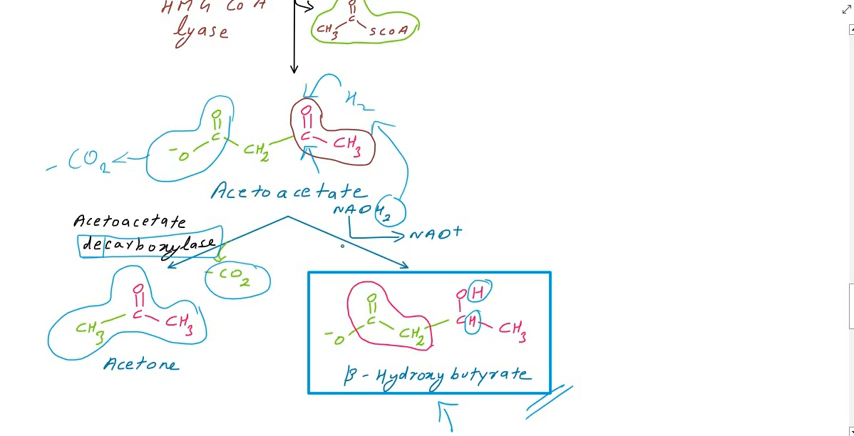 HMG CoA
lyase
O
C
CH3 SCOA
H2
O O
-O C CH2 C CH3
- CO2
Acetoacetate
NADH2
NAD+
Acetoacetate
decarboxylase
- CO2
O
CH3 C CH3
Acetone
O OH
-O C CH2 CH CH3
β - Hydroxy butyrate